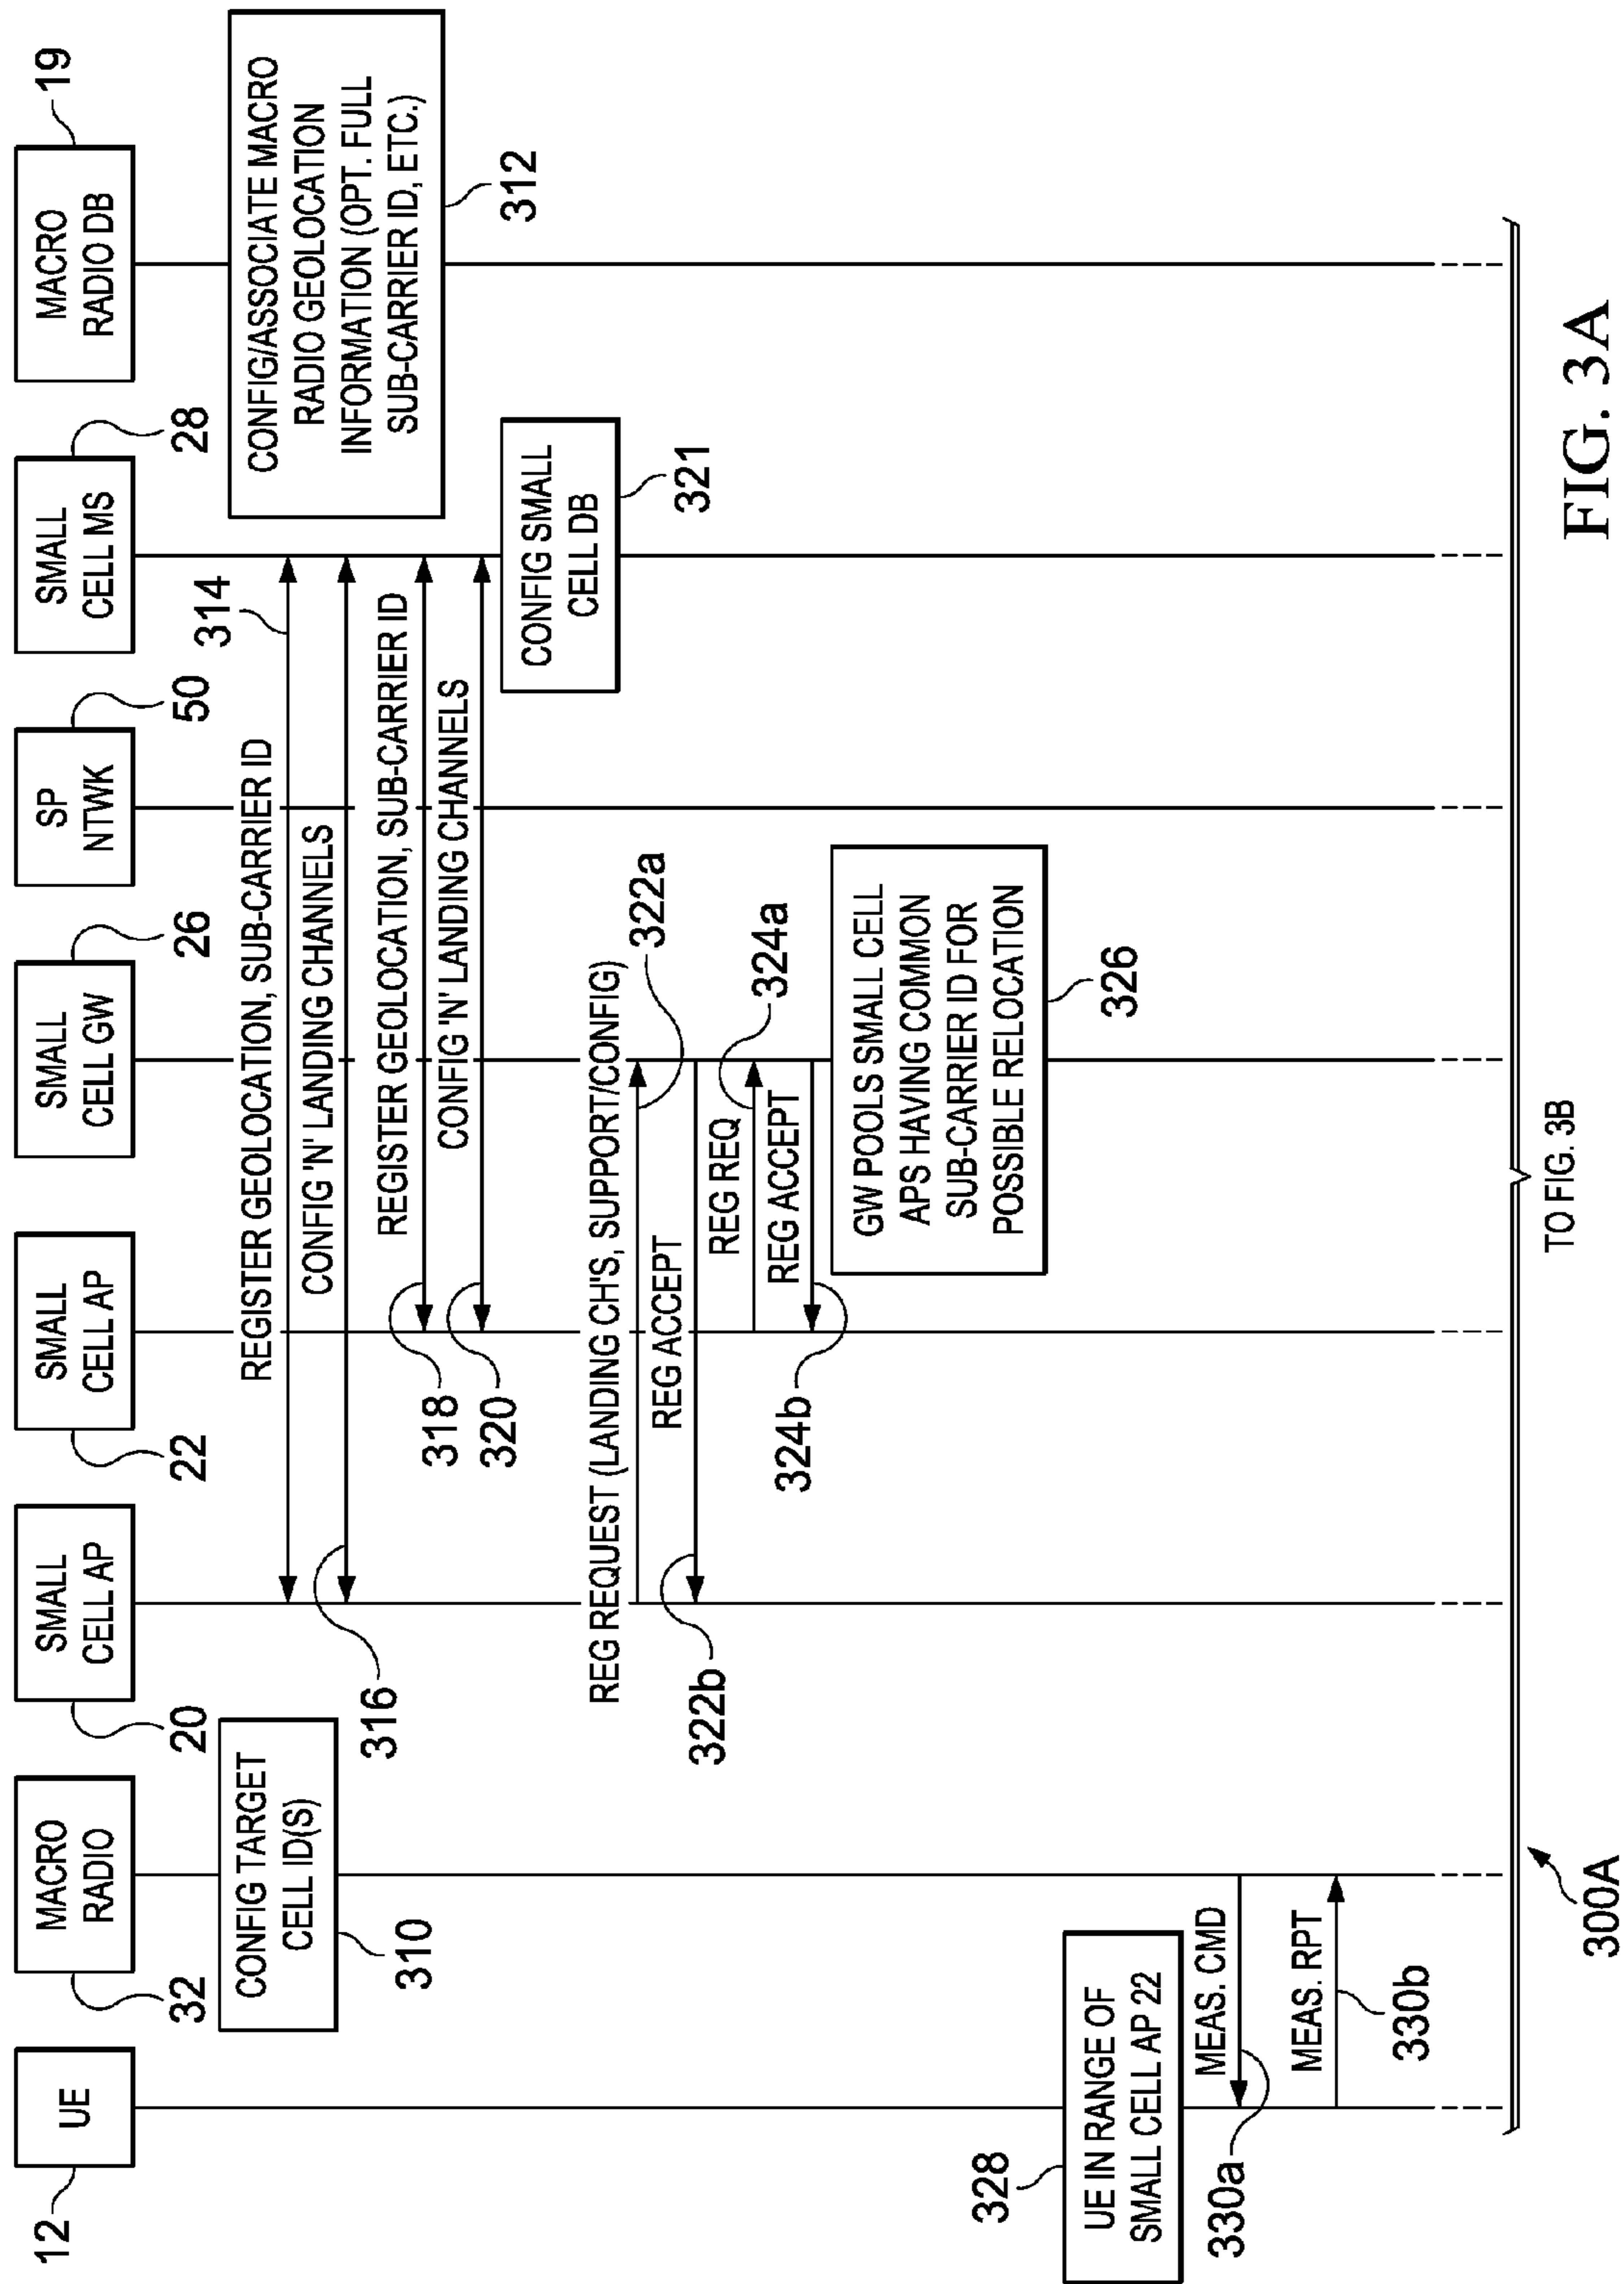 UE
12
MACRO
RADIO
32
SMALL
CELL AP
20
SMALL
CELL AP
22
SMALL
CELL GW
26
SP
NTWK
50
SMALL
CELL MS
28
MACRO
RADIO DB
19
CONFIG TARGET
CELL ID(S)
310
CONFIG/ASSOCIATE MACRO
RADIO GEOLOCATION
INFORMATION (OPT. FULL
SUB-CARRIER ID, ETC.)
312
REGISTER GEOLOCATION, SUB-CARRIER ID
314
CONFIG 'N' LANDING CHANNELS
316
REGISTER GEOLOCATION, SUB-CARRIER ID
318
CONFIG 'N' LANDING CHANNELS
320
CONFIG SMALL
CELL DB
321
REG REQUEST (LANDING CH'S, SUPPORT/CONFIG)
322a
REG ACCEPT
322b
REG REQ
324a
REG ACCEPT
324b
GW POOLS SMALL CELL
APS HAVING COMMON
SUB-CARRIER ID FOR
POSSIBLE RELOCATION
326
328
UE IN RANGE OF
SMALL CELL AP 22
MEAS. CMD
330a
MEAS. RPT
330b
300A
TO FIG. 3B
FIG. 3A